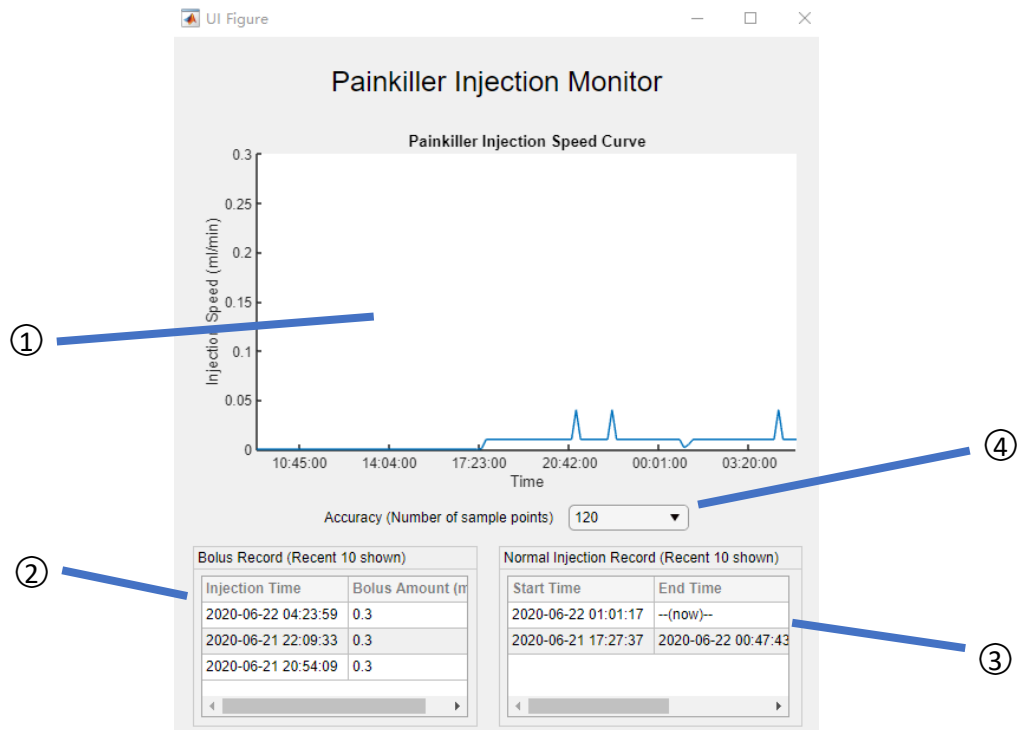 UI Figure
Painkiller Injection Monitor
Painkiller Injection Speed Curve
0.3
0.25
0.2
0.15
0.1
0.05
0
Injection Speed (ml/min)
10:45:00 14:04:00 17:23:00 20:42:00 00:01:00 03:20:00
Time
①
④
Accuracy (Number of sample points) 120
②
Bolus Record (Recent 10 shown)
Injection Time Bolus Amount (m
2020-06-22 04:23:59 0.3
2020-06-21 22:09:33 0.3
2020-06-21 20:54:09 0.3
Normal Injection Record (Recent 10 shown)
Start Time End Time
2020-06-22 01:01:17 --(now)--
2020-06-21 17:27:37 2020-06-22 00:47:43
③